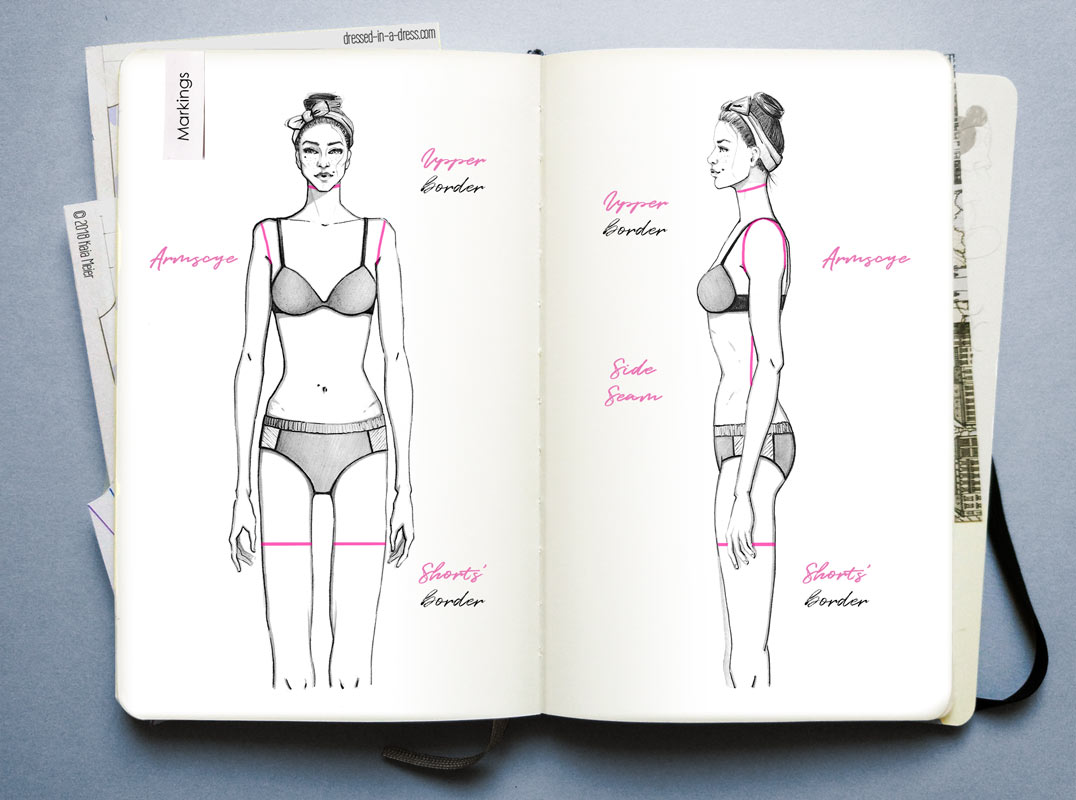 dressed-in-a-dress.com
Markings
© 2018 Kaia Meier
Upper
Border
Armscye
Shorts'
Border
Upper
Border
Armscye
Side
Seam
Shorts'
Border